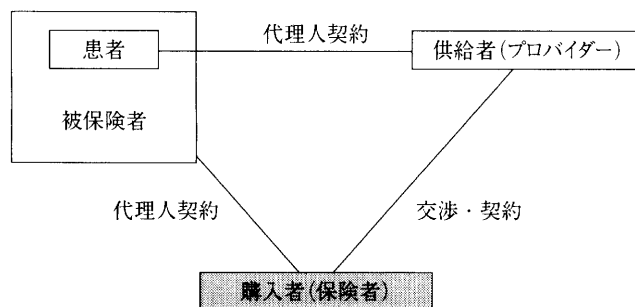 患者
代理人契約
供給者(プロバイダー)
被保険者
代理人契約
交渉・契約
購入者(保険者)